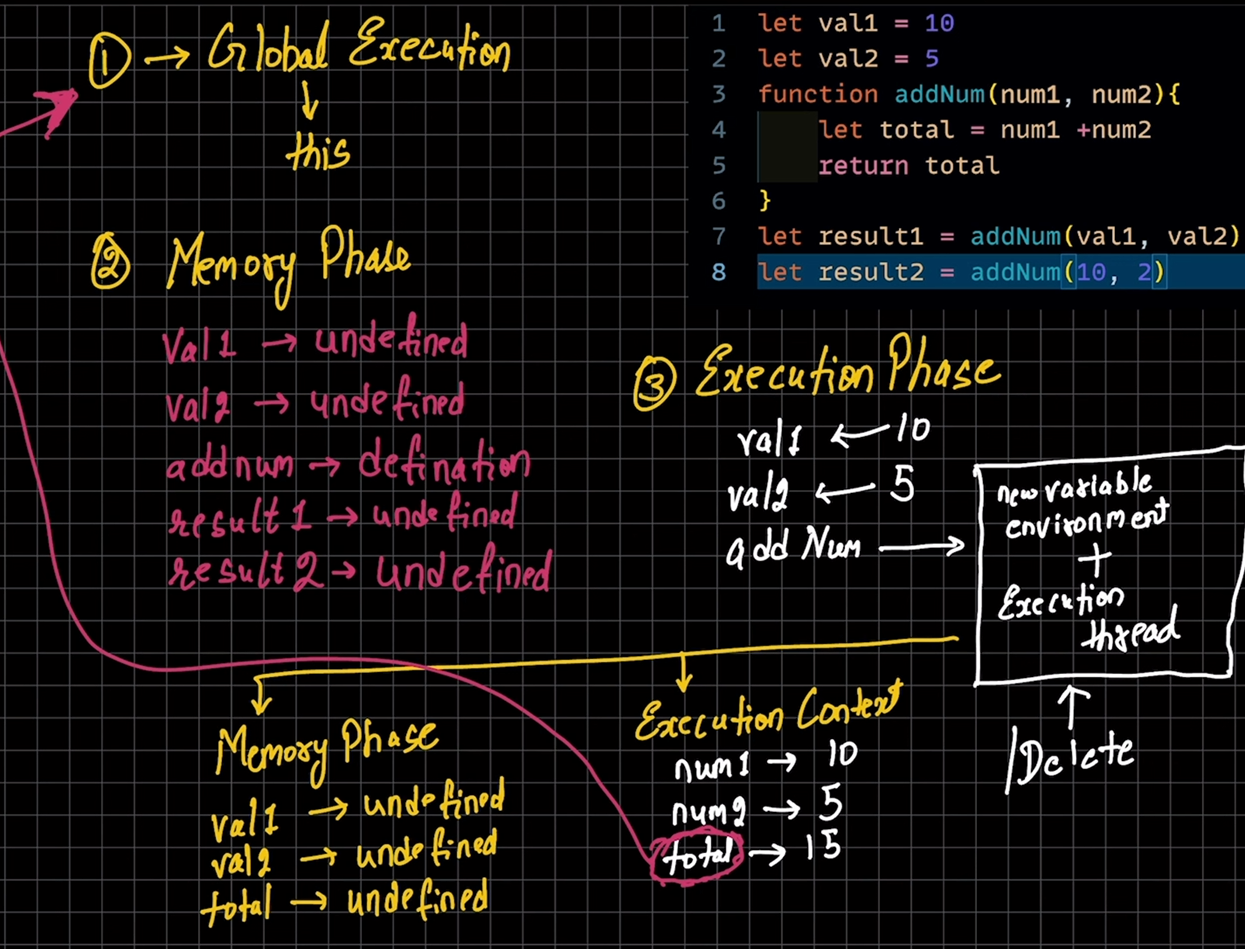 ① → Global Execution
↓
this
② Memory Phase
Val1 → undefined
val2 → undefined
addnum → defination
result1 → undefined
result2 → undefined
1 let val1 = 10
2 let val2 = 5
3 function addNum(num1, num2){
4 let total = num1 +num2
5 return total
6 }
7 let result1 = addNum(val1, val2)
8 let result2 = addNum(10, 2)
③ Execution Phase
val1 ← 10
val2 ← 5
add Num →
new variable
environment
+
Execution
thread
↑
Delete
Memory Phase
val1 → undefined
val2 → undefined
total → undefined
Execution Context
num1 → 10
num2 → 5
total → 15